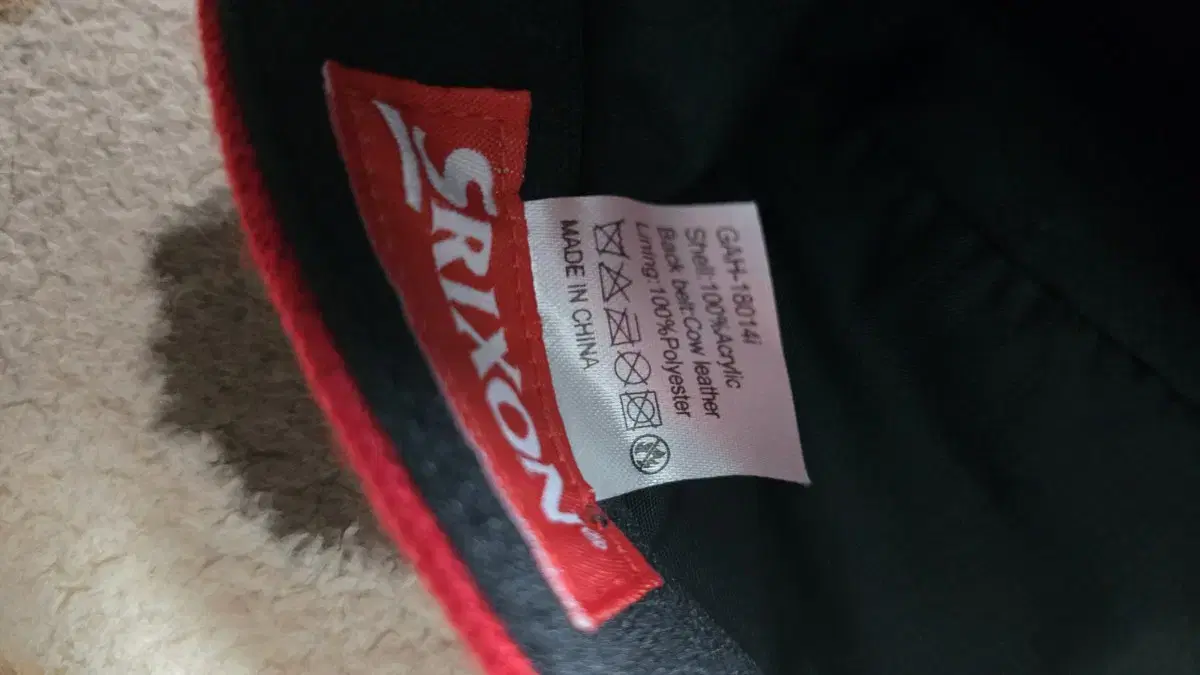 SRIXON®
GAH-18014i
Shell:100%Acrylic
Back belt:Cow leather
Lining:100%Polyester
MADE IN CHINA